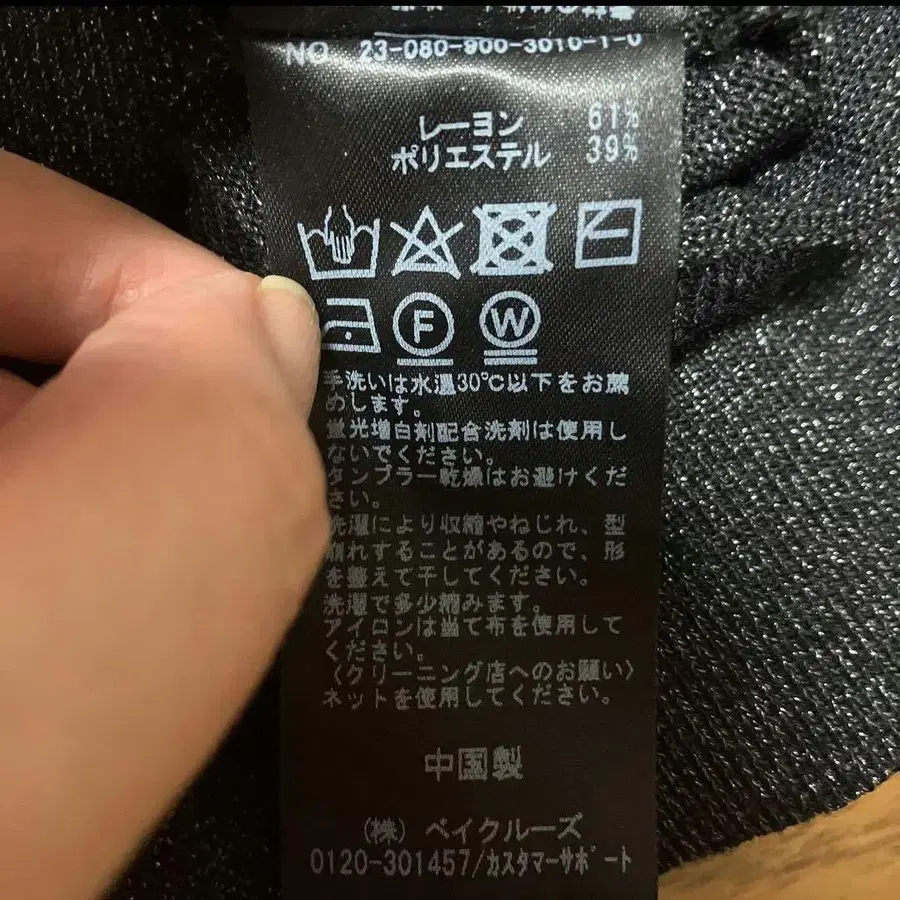 NO 23-080-900-3010-1-0
レーヨン 61%
ポリエステル 39%
F W
手洗いは水温30℃以下をお薦
めします。
蛍光増白剤配合洗剤は使用し
ないでください。
タンブラー乾燥はお避けくだ
さい。
洗濯により収縮やねじれ、型
崩れすることがあるので、形
を整えて干してください。
洗濯で多少縮みます。
アイロンは当て布を使用して
ください。
〈クリーニング店へのお願い〉
ネットを使用してください。
中国製
(株) ベイクルーズ
0120-301457/カスタマーサポート